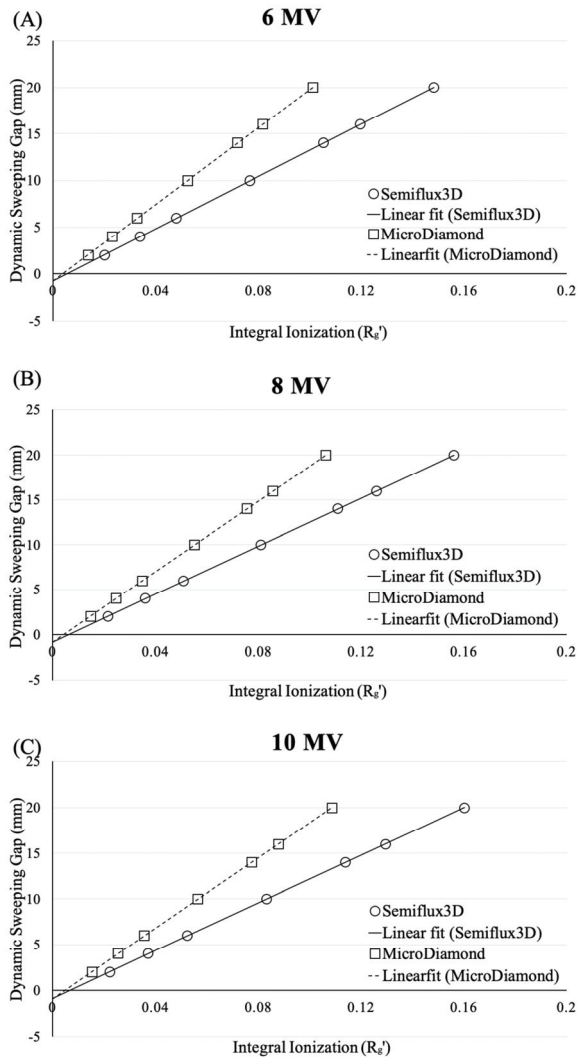 (A)
6 MV
Dynamic Sweeping Gap (mm)
25
20
15
10
5
0
-5
0
0.04
0.08
0.12
0.16
0.2
Semiflux3D
Linear fit (Semiflux3D)
MicroDiamond
Linearfit (MicroDiamond)
Integral Ionization (Rg')
(B)
8 MV
Dynamic Sweeping Gap (mm)
25
20
15
10
5
0
-5
0
0.04
0.08
0.12
0.16
0.2
Semiflux3D
Linear fit (Semiflux3D)
MicroDiamond
Linearfit (MicroDiamond)
Integral Ionization (Rg')
(C)
10 MV
Dynamic Sweeping Gap (mm)
25
20
15
10
5
0
-5
0
0.04
0.08
0.12
0.16
0.2
Semiflux3D
Linear fit (Semiflux3D)
MicroDiamond
Linearfit (MicroDiamond)
Integral Ionization (Rg')